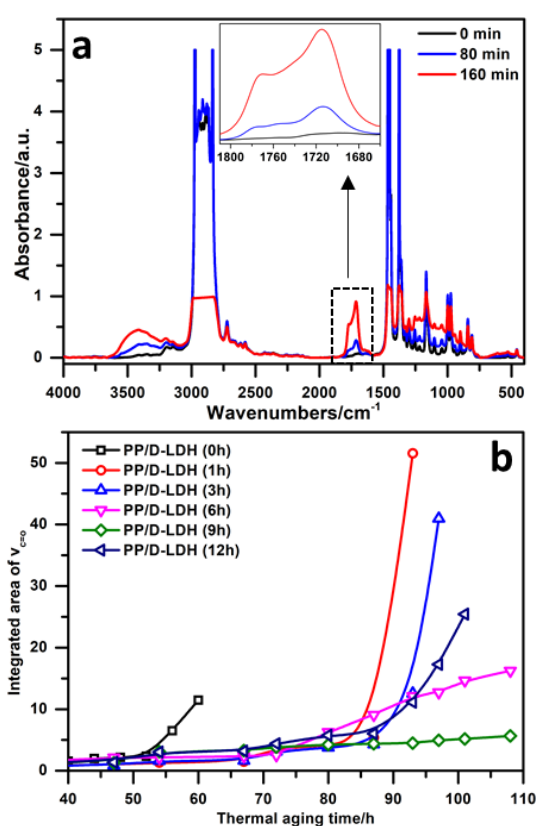 a
0 min
80 min
160 min
1800 1760 1720 1680
Absorbance/a.u.
5
4
3
2
1
0
4000 3500 3000 2500 2000 1500 1000 500
Wavenumbers/cm-1
b
PP/D-LDH (0h)
PP/D-LDH (1h)
PP/D-LDH (3h)
PP/D-LDH (6h)
PP/D-LDH (9h)
PP/D-LDH (12h)
Integrated area of νc=o
50
40
30
20
10
0
40 50 60 70 80 90 100 110
Thermal aging time/h